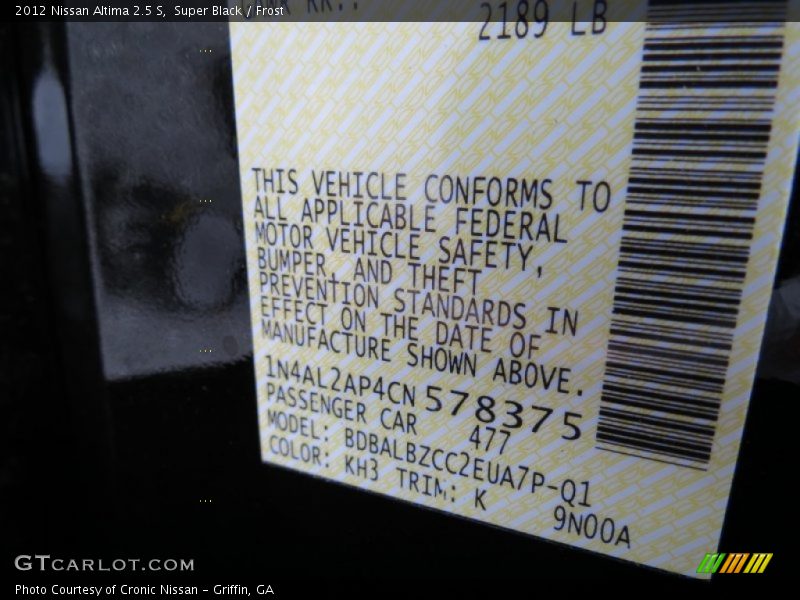 2012 Nissan Altima 2.5 S, Super Black / Frost
2189 LB
THIS VEHICLE CONFORMS TO
ALL APPLICABLE FEDERAL
MOTOR VEHICLE SAFETY,
BUMPER, AND THEFT
PREVENTION STANDARDS IN
EFFECT ON THE DATE OF
MANUFACTURE SHOWN ABOVE.
1N4AL2AP4CN578375
PASSENGER CAR 477
MODEL: BDBALBZCC2EUA7P-Q1
COLOR: KH3 TRIM: K 9N00A
GTCARLOT.COM
Photo Courtesy of Cronic Nissan - Griffin, GA